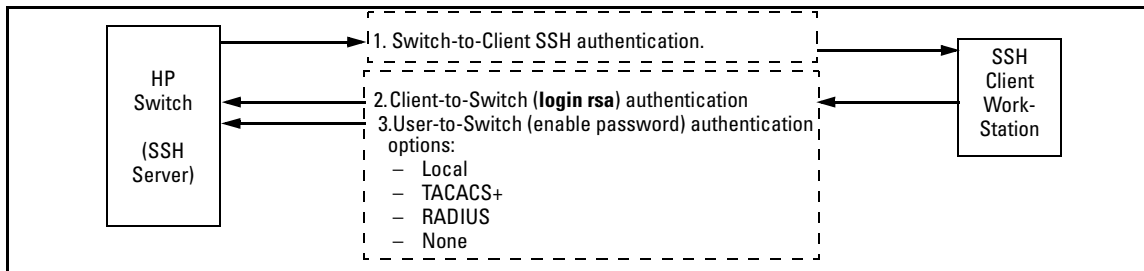 HP
Switch
(SSH
Server)
1. Switch-to-Client SSH authentication.
2.Client-to-Switch (login rsa) authentication
3.User-to-Switch (enable password) authentication
options:
– Local
– TACACS+
– RADIUS
– None
SSH
Client
Work-
Station